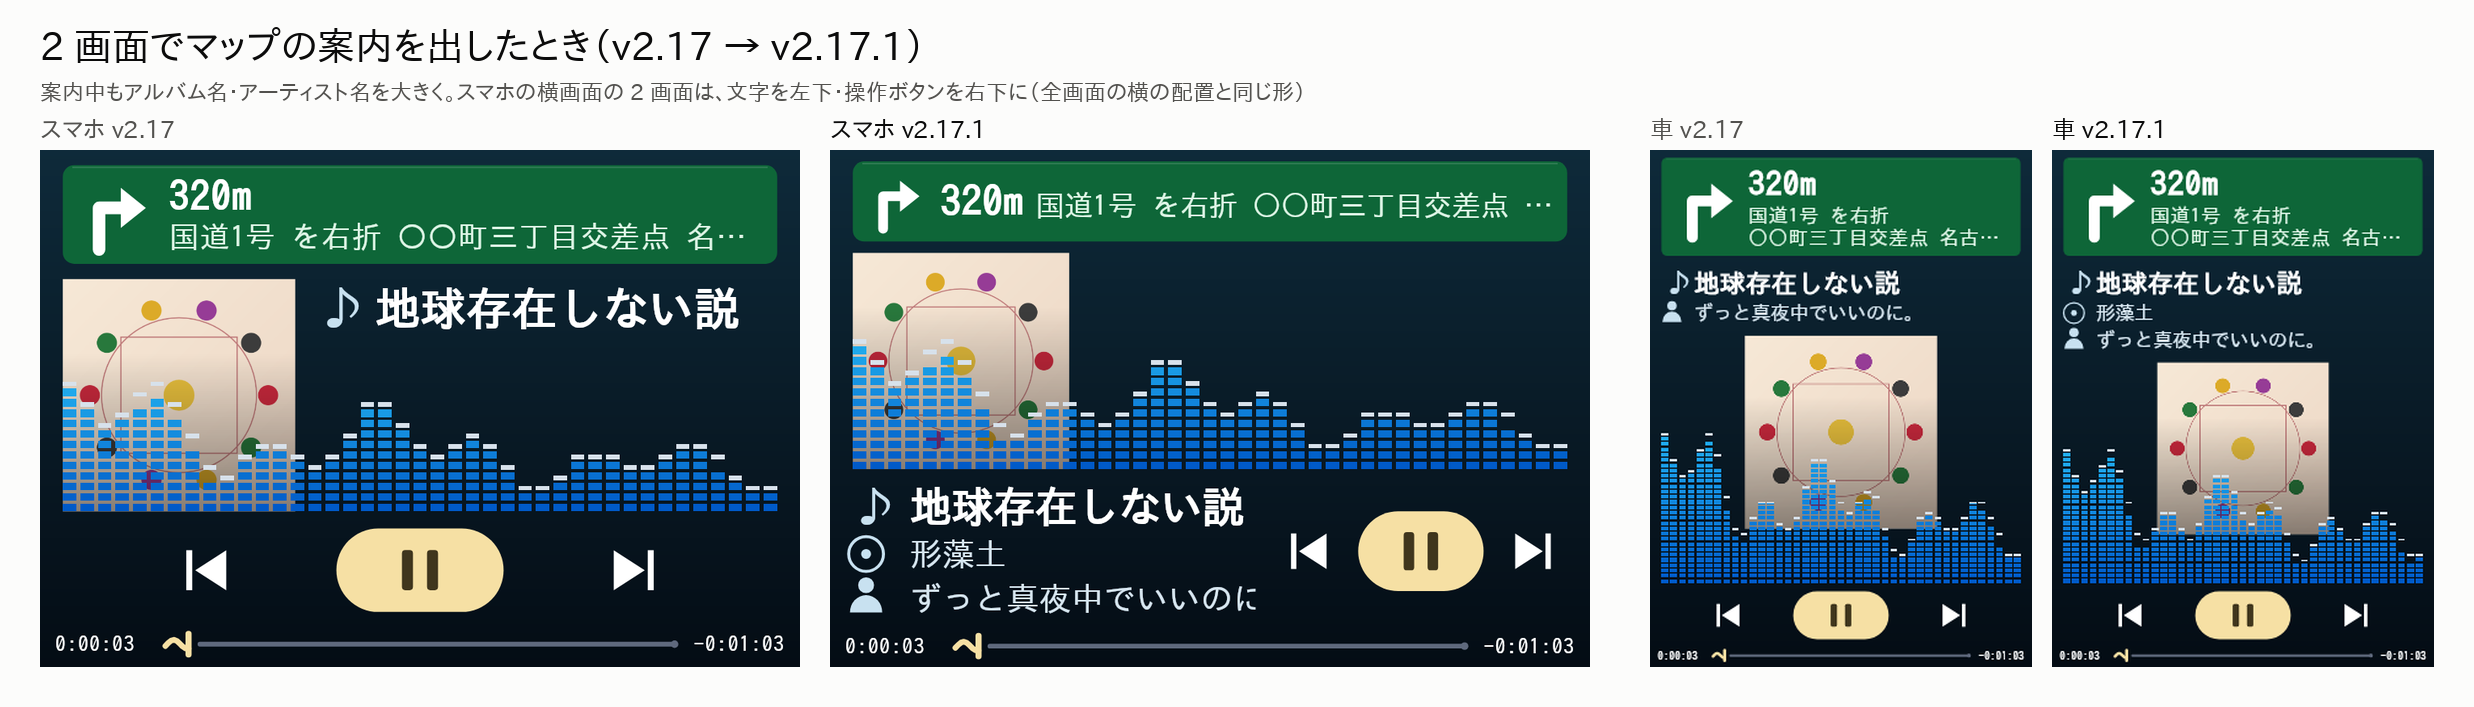 2 画面でマップの案内を出したとき（v2.17 → v2.17.1）
案内中もアルバム名・アーティスト名を大きく。スマホの横画面の 2 画面は、文字を左下・操作ボタンを右下に（全画面の横の配置と同じ形）
スマホ v2.17
320m
国道1号 を右折 〇〇町三丁目交差点 名…
地球存在しない説
0:00:03
-0:01:03
スマホ v2.17.1
320m 国道1号 を右折 〇〇町三丁目交差点 …
地球存在しない説
形藻土
ずっと真夜中でいいのに
0:00:03
-0:01:03
車 v2.17
320m
国道1号 を右折
〇〇町三丁目交差点 名古…
地球存在しない説
ずっと真夜中でいいのに。
0:00:03
-0:01:03
車 v2.17.1
320m
国道1号 を右折
〇〇町三丁目交差点 名古…
地球存在しない説
形藻土
ずっと真夜中でいいのに。
0:00:03
-0:01:03